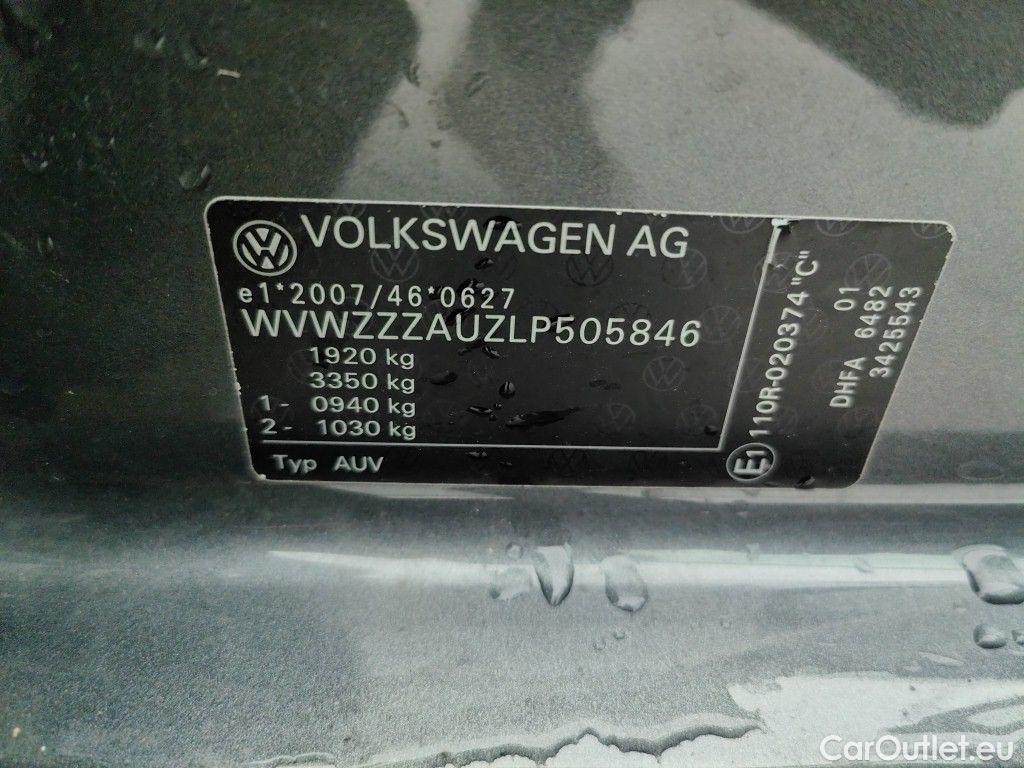 VOLKSWAGEN AG
e1*2007/46*0627
WVWZZZAUZLP505846
1920 kg
3350 kg
1- 0940 kg
2- 1030 kg
Typ AUV
E1 110R-020374 "C"
01
DHFA 6482
3425543
CarOutlet.eu